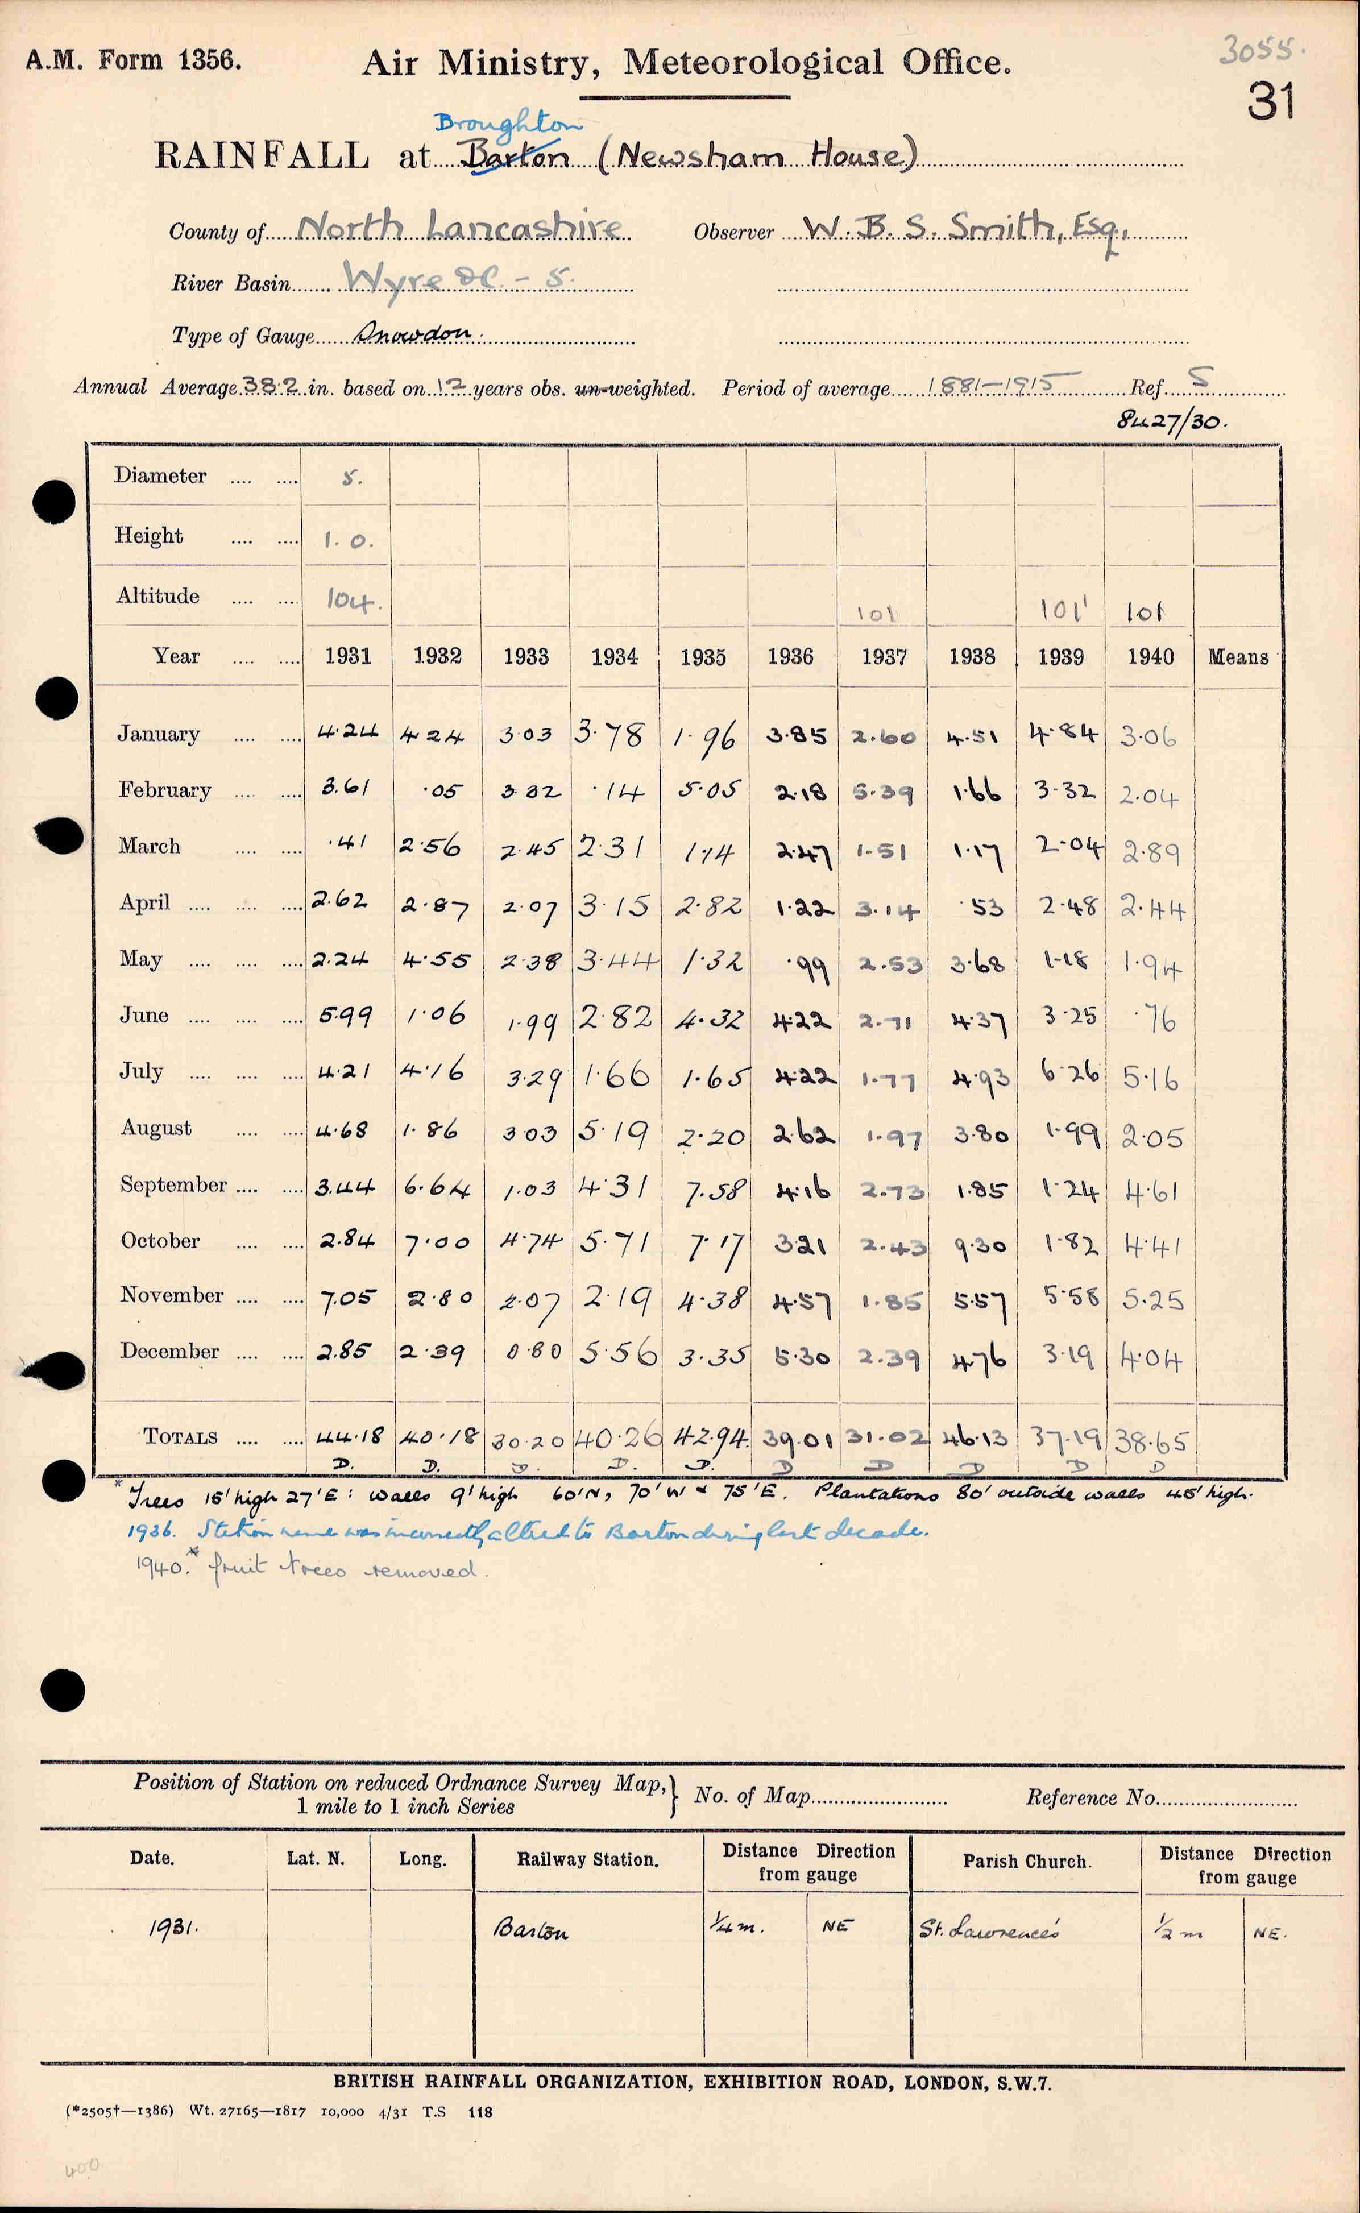 A.M. Form 1356.
Air Ministry, Meteorological Office.
3055.
31
Broughton
RAINFALL at Barton (Newsham House)
County of North Lancashire Observer W. B. S. Smith, Esq.,
River Basin Wyre &c. - 5.
Type of Gauge Snowdon.
Annual Average 38.2 in. based on 12 years obs. un-weighted. Period of average 1881-1915 Ref. 5
8427/30.
Diameter .... .... 5.
Height .... .... 1. 0.
Altitude .... .... 104. 101 101' 101
Year .... .... 1931 1932 1933 1934 1935 1936 1937 1938 1939 1940 Means
January .... .... 4.24 4.24 3.03 3.78 1.96 3.85 2.60 4.51 4.84 3.06
February .... .... 3.61 .05 3.32 .14 5.05 2.18 5.39 1.66 3.32 2.04
March .... .... .41 2.56 2.45 2.31 1.14 2.47 1.51 1.17 2.04 2.89
April .... .... .... 2.62 2.87 2.07 3.15 2.82 1.22 3.14 .53 2.48 2.44
May .... .... .... 2.24 4.55 2.38 3.44 1.32 .99 2.53 3.68 1.18 1.94
June .... .... .... 5.99 1.06 1.99 2.82 4.32 4.22 2.71 4.37 3.25 .76
July .... .... .... 4.21 4.16 3.29 1.66 1.65 4.22 1.77 4.93 6.26 5.16
August .... .... 4.68 1.86 3.03 5.19 2.20 2.62 1.97 3.80 1.99 2.05
September .... .... 3.44 6.64 1.03 4.31 7.58 4.16 2.73 1.85 1.24 4.61
October .... .... 2.84 7.00 4.74 5.71 7.17 3.21 2.43 9.30 1.82 4.41
November .... .... 7.05 2.80 2.07 2.19 4.38 4.57 1.85 5.57 5.58 5.25
December .... .... 2.85 2.39 0.80 5.56 3.35 5.30 2.39 4.76 3.19 4.04
TOTALS .... .... 44.18 40.18 30.20 40.26 42.94 39.01 31.02 46.13 37.19 38.65
D. D. D. D. D. D D D D D
* Trees 15' high 27' E: walls 9' high 60' N, 70' W & 75' E. Plantations 80' outside walls 45' high.
1936. Station name was incorrectly altered to Barton during last decade.
1940.* fruit trees removed.
Position of Station on reduced Ordnance Survey Map,} No. of Map Reference No.
1 mile to 1 inch Series
Date. Lat. N. Long. Railway Station. Distance Direction from gauge Parish Church. Distance Direction from gauge
1931. Barton 1/4 m. NE St. Lawrence's 1/2 m NE.
BRITISH RAINFALL ORGANIZATION, EXHIBITION ROAD, LONDON, S.W.7.
(*2505†—1386) Wt. 27165—1817 10,000 4/31 T.S 118
400